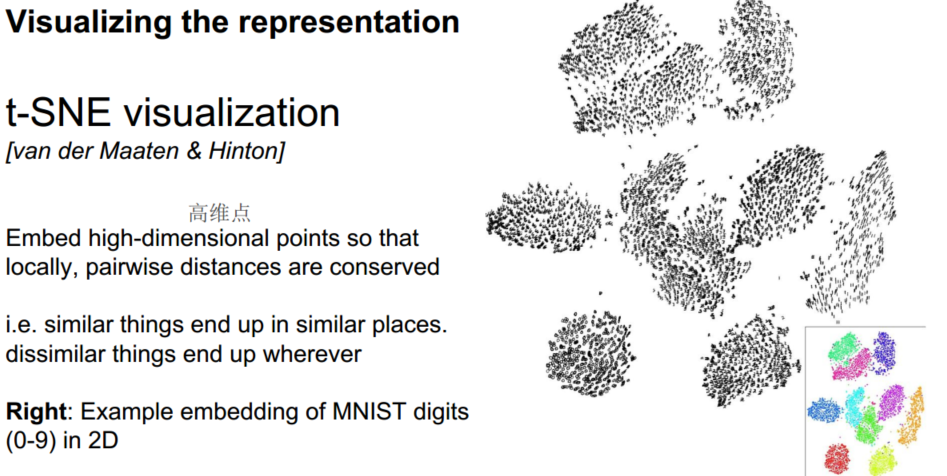 Visualizing the representation
t-SNE visualization
[van der Maaten & Hinton]
高维点
Embed high-dimensional points so that
locally, pairwise distances are conserved
i.e. similar things end up in similar places.
dissimilar things end up wherever
Right: Example embedding of MNIST digits
(0-9) in 2D